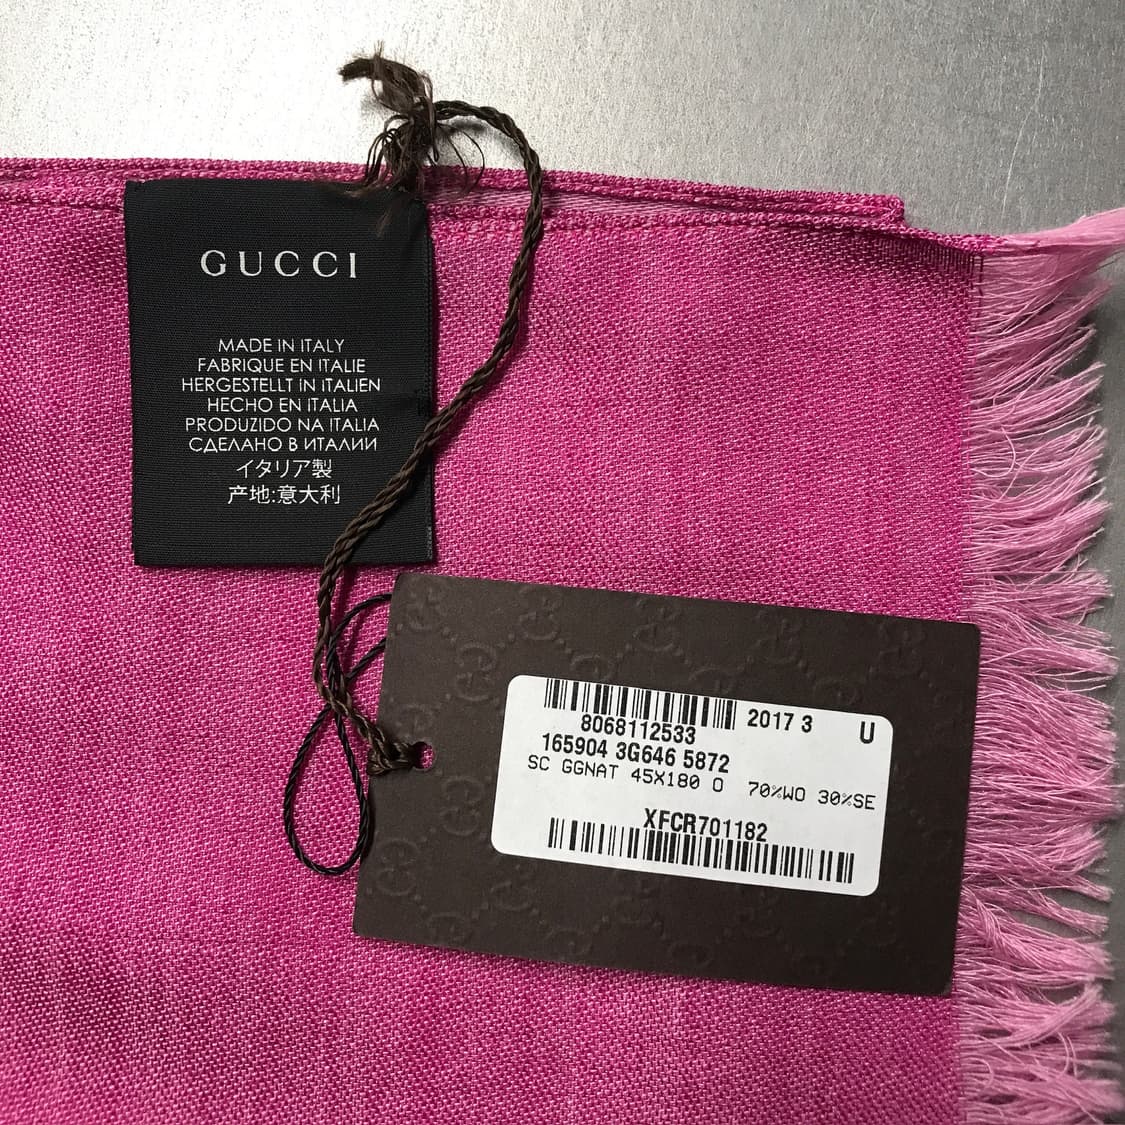 GUCCI
MADE IN ITALY
FABRIQUE EN ITALIE
HERGESTELLT IN ITALIEN
HECHO EN ITALIA
PRODUZIDO NA ITALIA
СДЕЛАНО В ИТАЛИИ
イタリア製
产地:意大利
2017 3 U
8068112533
165904 3G646 5872
SC GGNAT 45X180 O 70%WO 30%SE
XFCR701182